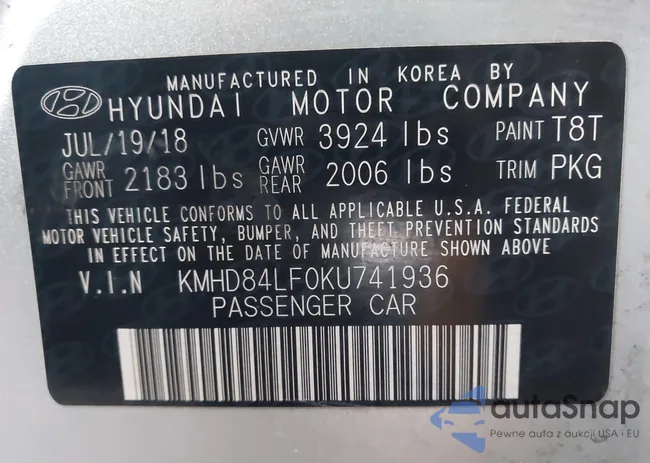 MANUFACTURED IN KOREA BY
HYUNDAI MOTOR COMPANY
JUL/19/18 GVWR 3924 lbs PAINT T8T
GAWR FRONT 2183 lbs GAWR REAR 2006 lbs TRIM PKG
THIS VEHICLE CONFORMS TO ALL APPLICABLE U.S.A. FEDERAL
MOTOR VEHICLE SAFETY, BUMPER, AND THEFT PREVENTION STANDARDS
IN EFFECT ON THE DATE OF MANUFACTURE SHOWN ABOVE
V.I.N KMHD84LF0KU741936
PASSENGER CAR
autaSnap
Pewne auta z aukcji USA i EU